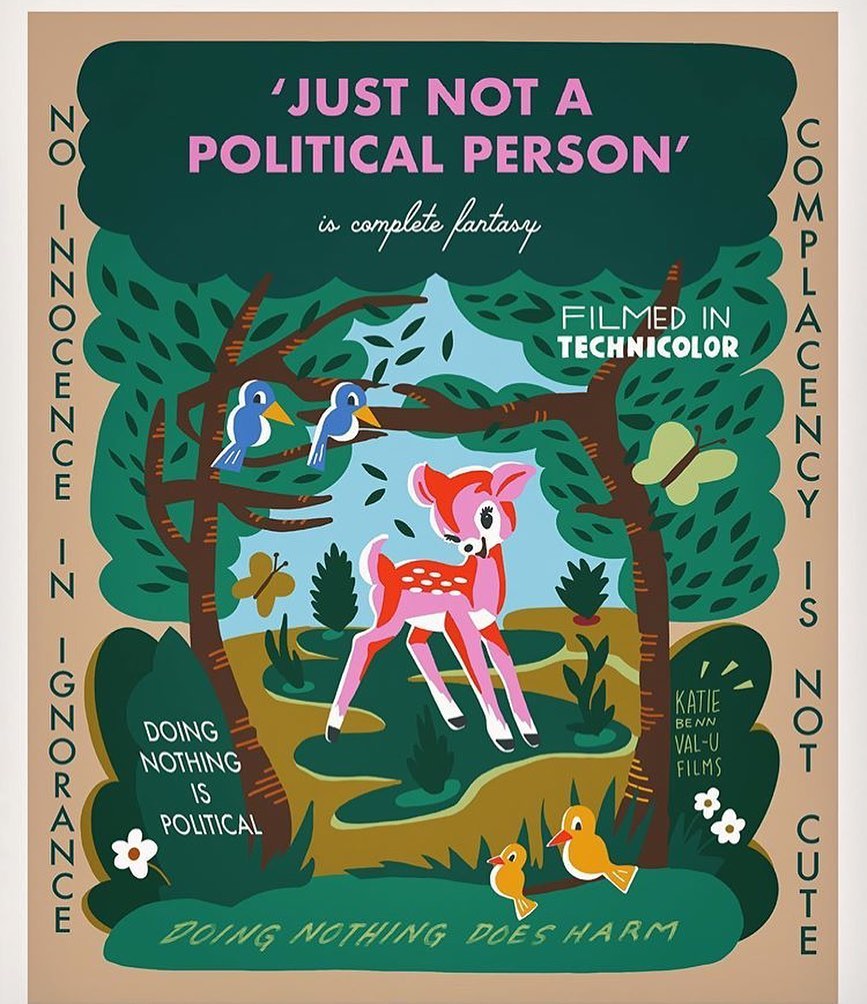 'JUST NOT A
POLITICAL PERSON'
is complete fantasy
NO INNOCENCE IN IGNORANCE
COMPLACENCY IS NOT CUTE
FILMED IN
TECHNICOLOR
KATIE
BENN
VAL-U
FILMS
DOING
NOTHING
IS
POLITICAL
DOING NOTHING DOES HARM